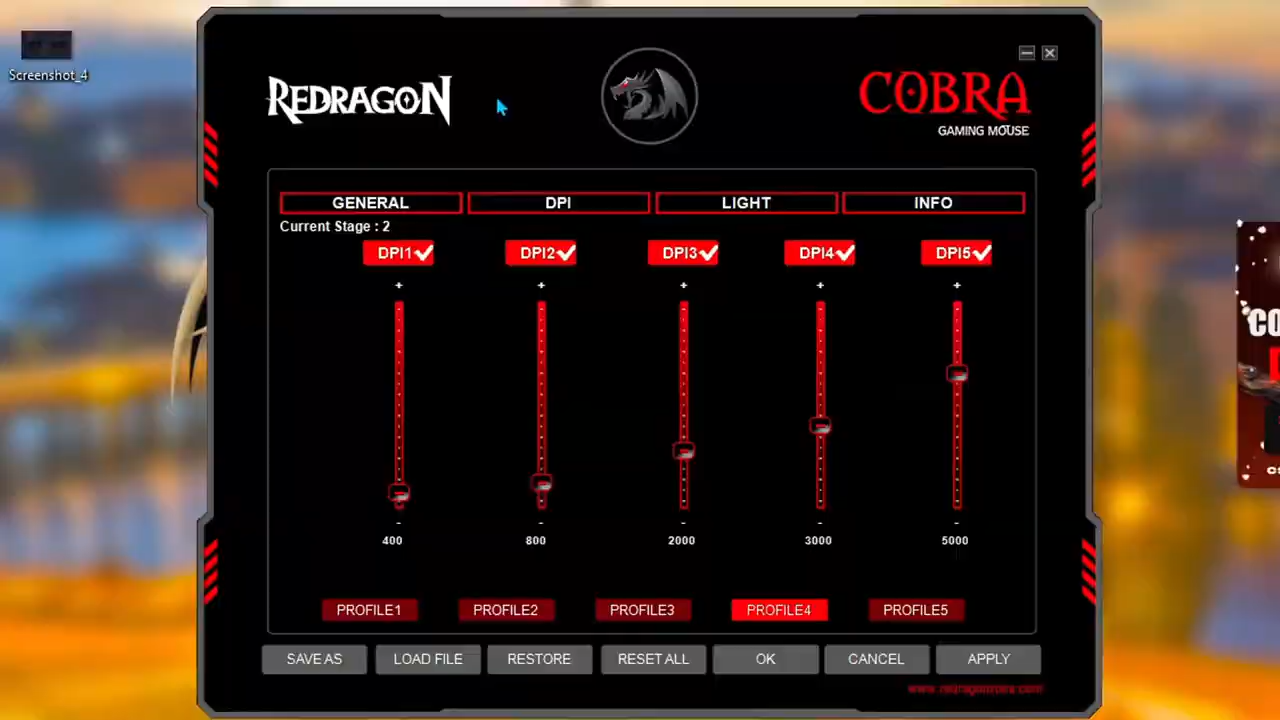 Screenshot_4
REDRAGON
COBRA
GAMING MOUSE
GENERAL DPI LIGHT INFO
Current Stage : 2
DPI1 DPI2 DPI3 DPI4 DPI5
+ + + + +
- - - - -
400 800 2000 3000 5000
PROFILE1 PROFILE2 PROFILE3 PROFILE4 PROFILE5
SAVE AS LOAD FILE RESTORE RESET ALL OK CANCEL APPLY
CO